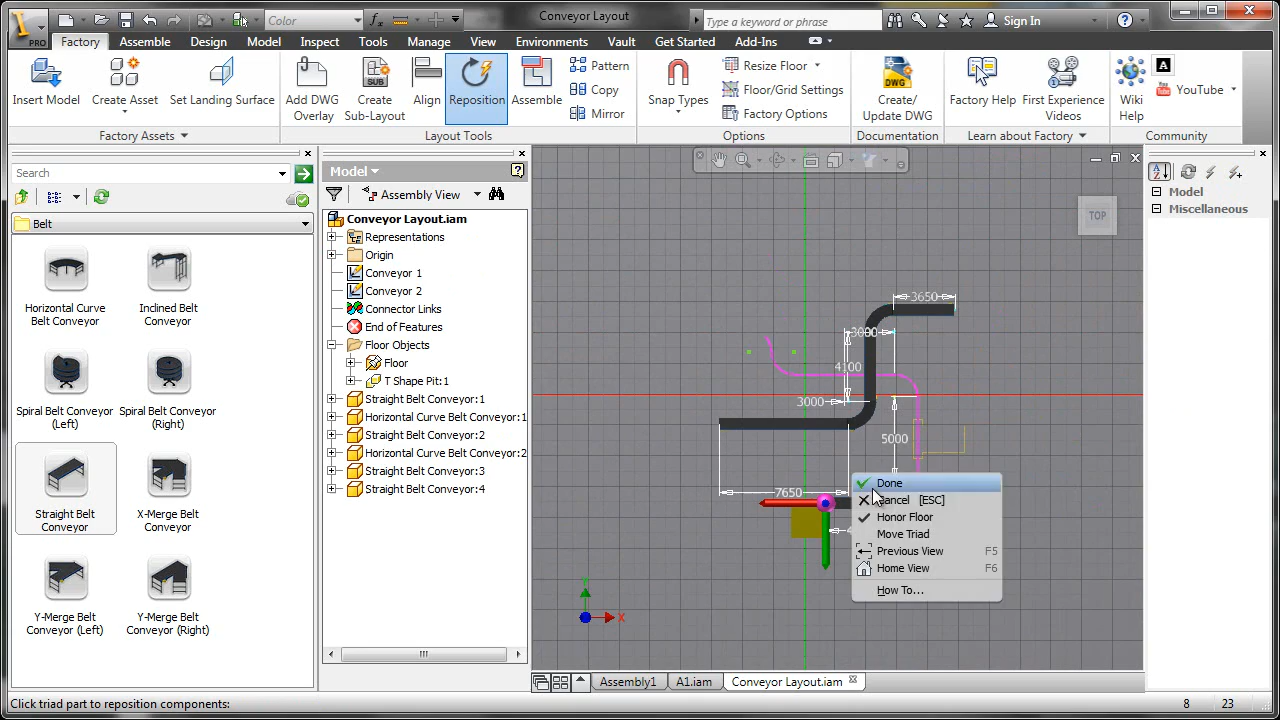 Color
Conveyor Layout
Type a keyword or phrase
Sign In
PRO
Factory Assemble Design Model Inspect Tools Manage View Environments Vault Get Started Add-Ins
Insert Model
Create Asset
Set Landing Surface
Add DWG Overlay
Create Sub-Layout
Align
Reposition
Assemble
Pattern
Copy
Mirror
Snap Types
Resize Floor
Floor/Grid Settings
Factory Options
Create/ Update DWG
Factory Help
First Experience Videos
Wiki Help
YouTube
Factory Assets
Layout Tools
Options
Documentation
Learn about Factory
Community
Search
Belt
Horizontal Curve Belt Conveyor
Inclined Belt Conveyor
Spiral Belt Conveyor (Left)
Spiral Belt Conveyor (Right)
Straight Belt Conveyor
X-Merge Belt Conveyor
Y-Merge Belt Conveyor (Left)
Y-Merge Belt Conveyor (Right)
Model
Assembly View
Conveyor Layout.iam
Representations
Origin
Conveyor 1
Conveyor 2
Connector Links
End of Features
Floor Objects
Floor
T Shape Pit:1
Straight Belt Conveyor:1
Horizontal Curve Belt Conveyor:1
Straight Belt Conveyor:2
Horizontal Curve Belt Conveyor:2
Straight Belt Conveyor:3
Straight Belt Conveyor:4
TOP
3650
3000
4100
3000
5000
7650
X
Done
Cancel [ESC]
Honor Floor
Move Triad
Previous View F5
Home View F6
How To...
Model
Miscellaneous
Assembly1 A1.iam Conveyor Layout.iam
Click triad part to reposition components:
8 23